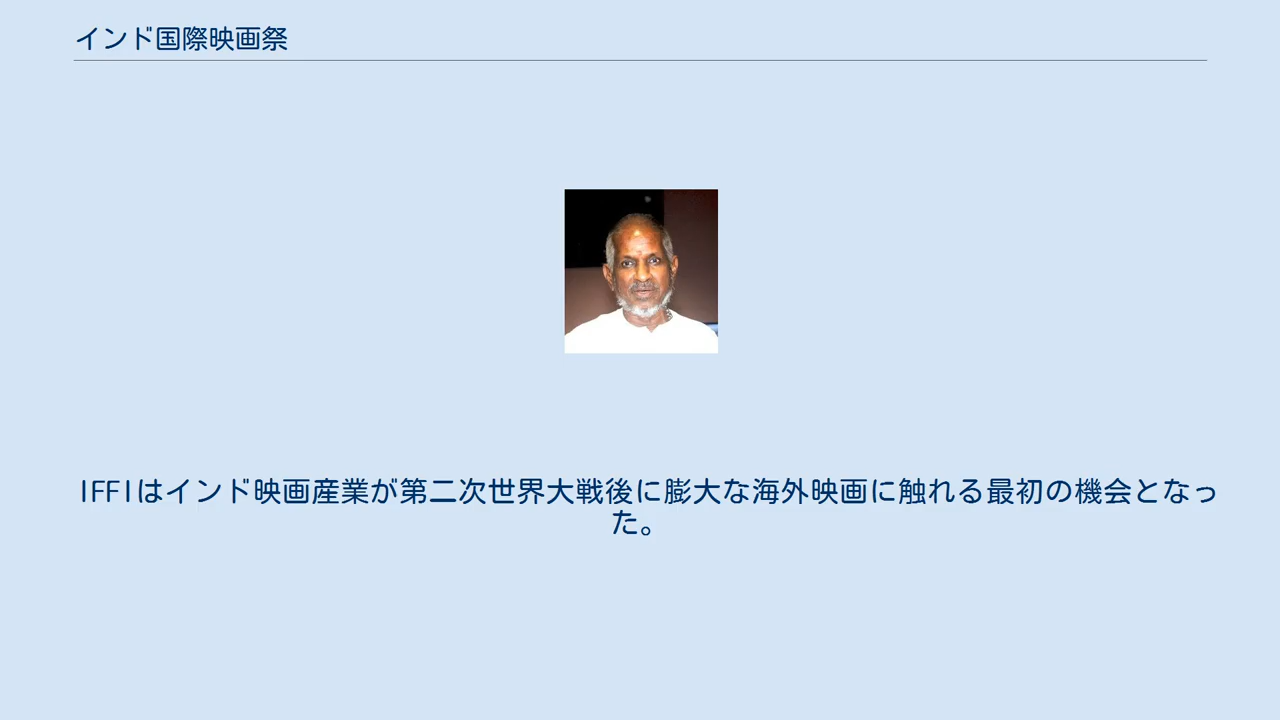 インド国際映画祭
IFFIはインド映画産業が第二次世界大戦後に膨大な海外映画に触れる最初の機会となっ
た。